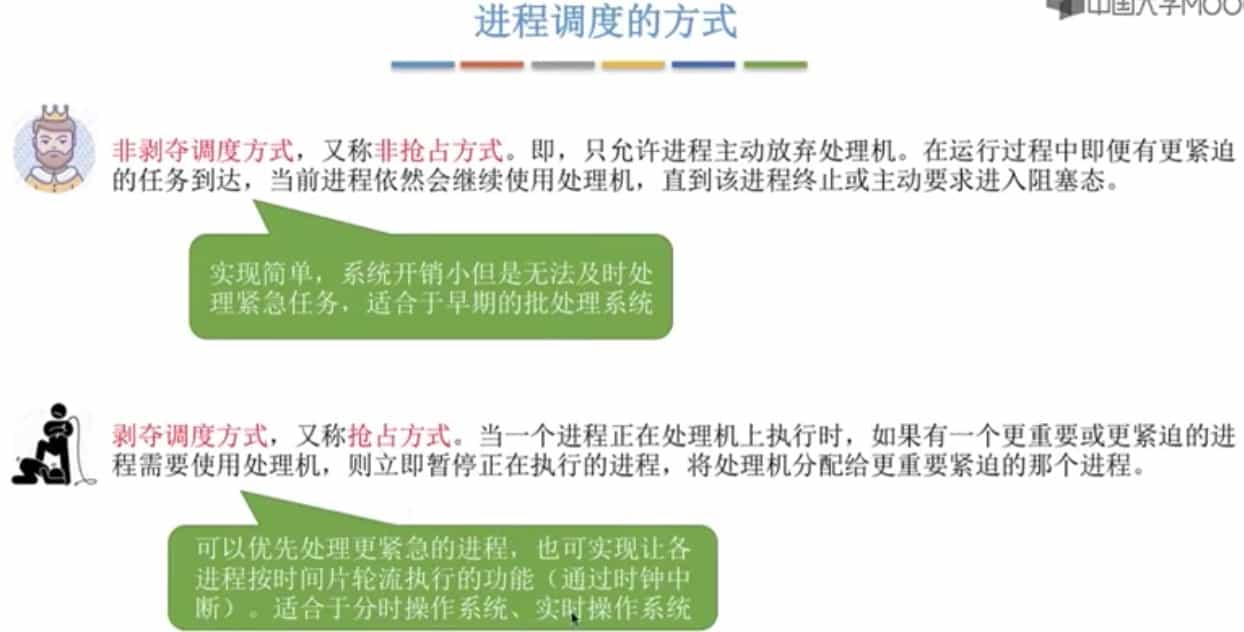 中国大学MOO
进程调度的方式
非剥夺调度方式，又称非抢占方式。即，只允许进程主动放弃处理机。在运行过程中即便有更紧迫
的任务到达，当前进程依然会继续使用处理机，直到该进程终止或主动要求进入阻塞态。
实现简单，系统开销小但是无法及时处
理紧急任务，适合于早期的批处理系统
剥夺调度方式，又称抢占方式。当一个进程正在处理机上执行时，如果有一个更重要或更紧迫的进
程需要使用处理机，则立即暂停正在执行的进程，将处理机分配给更重要紧迫的那个进程。
可以优先处理更紧急的进程，也可实现让各
进程按时间片轮流执行的功能（通过时钟中
断）。适合于分时操作系统、实时操作系统